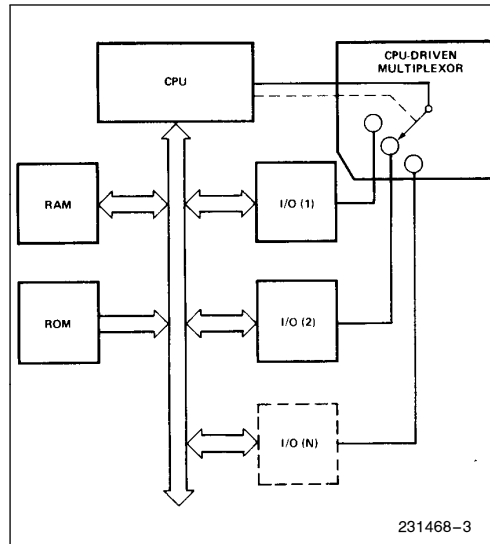 CPU-DRIVEN
MULTIPLEXOR
CPU
RAM
I/O (1)
ROM
I/O (2)
I/O (N)
231468-3